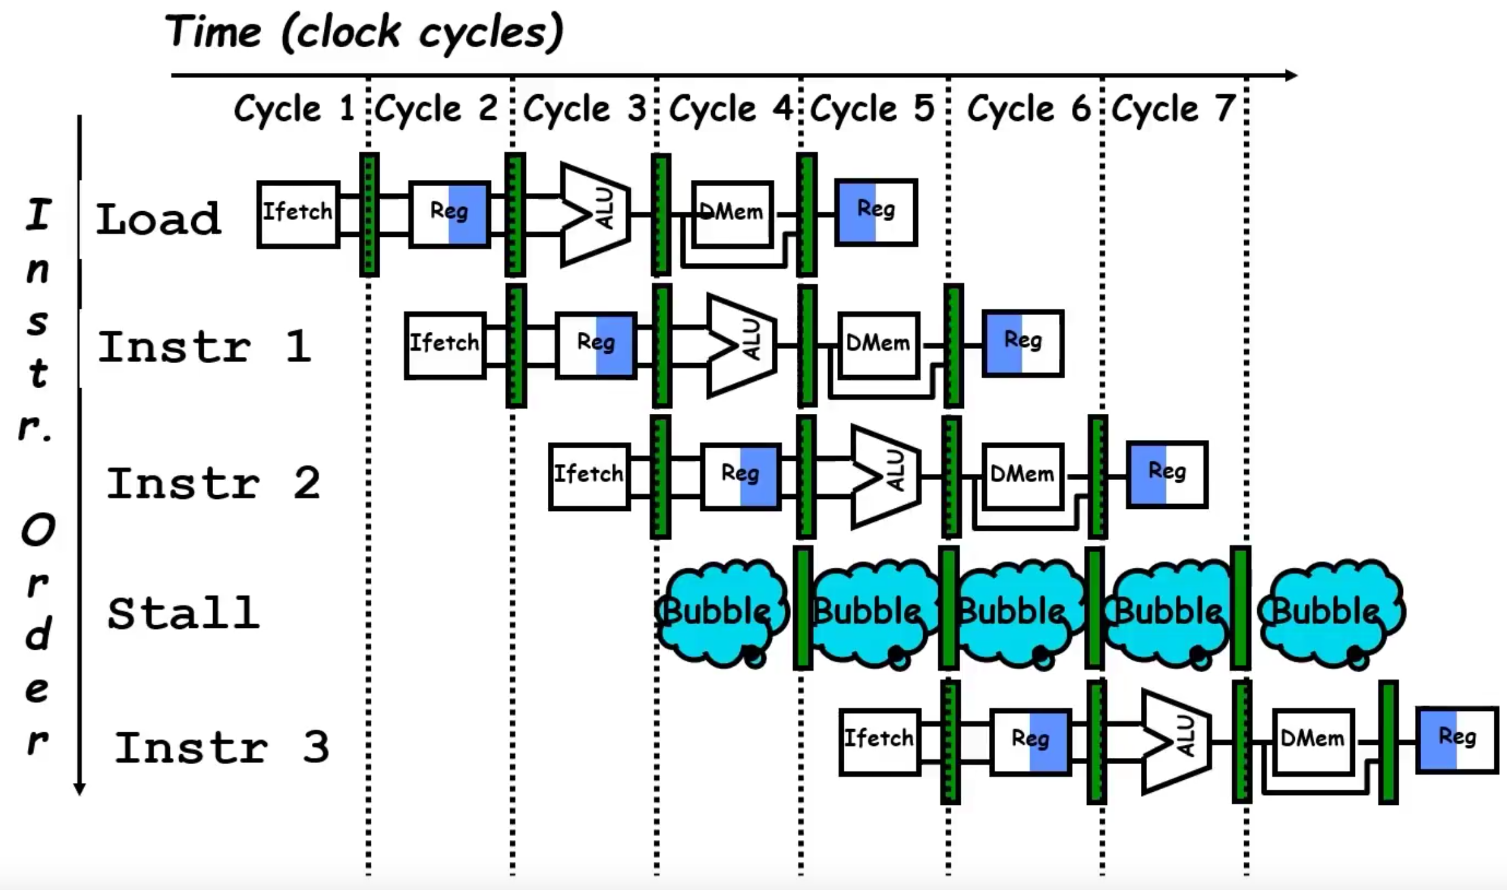 Time (clock cycles)
Cycle 1 Cycle 2 Cycle 3 Cycle 4 Cycle 5 Cycle 6 Cycle 7
Instr. Order
Load Ifetch Reg ALU DMem Reg
Instr 1 Ifetch Reg ALU DMem Reg
Instr 2 Ifetch Reg ALU DMem Reg
Stall Bubble Bubble Bubble Bubble Bubble
Instr 3 Ifetch Reg ALU DMem Reg